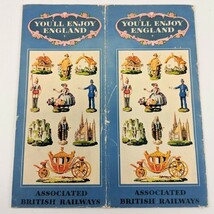 YOU'LL ENJOY
ENGLAND
ASSOCIATED
BRITISH RAILWAYS
YOU'LL ENJOY
ENGLAND
ASSOCIATED
BRITISH RAILWAYS